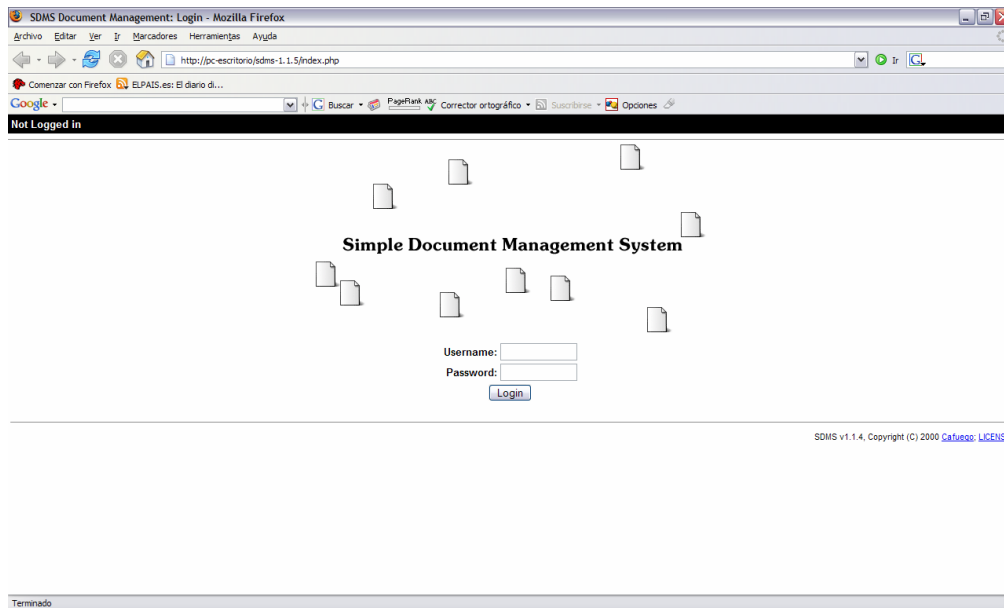 SDMS Document Management: Login - Mozilla Firefox
Archivo Editar Ver Ir Marcadores Herramientas Ayuda
http://pc-escritorio/sdms-1.1.5/index.php Ir G
Comenzar con Firefox ELPAIS.es: El diario di...
Google G Buscar PageRank ABC Corrector ortográfico Suscribirse Opciones
Not Logged in
Simple Document Management System
Username:
Password:
Login
SDMS v1.1.4, Copyright (C) 2000 Cafuego; LICENS
Terminado